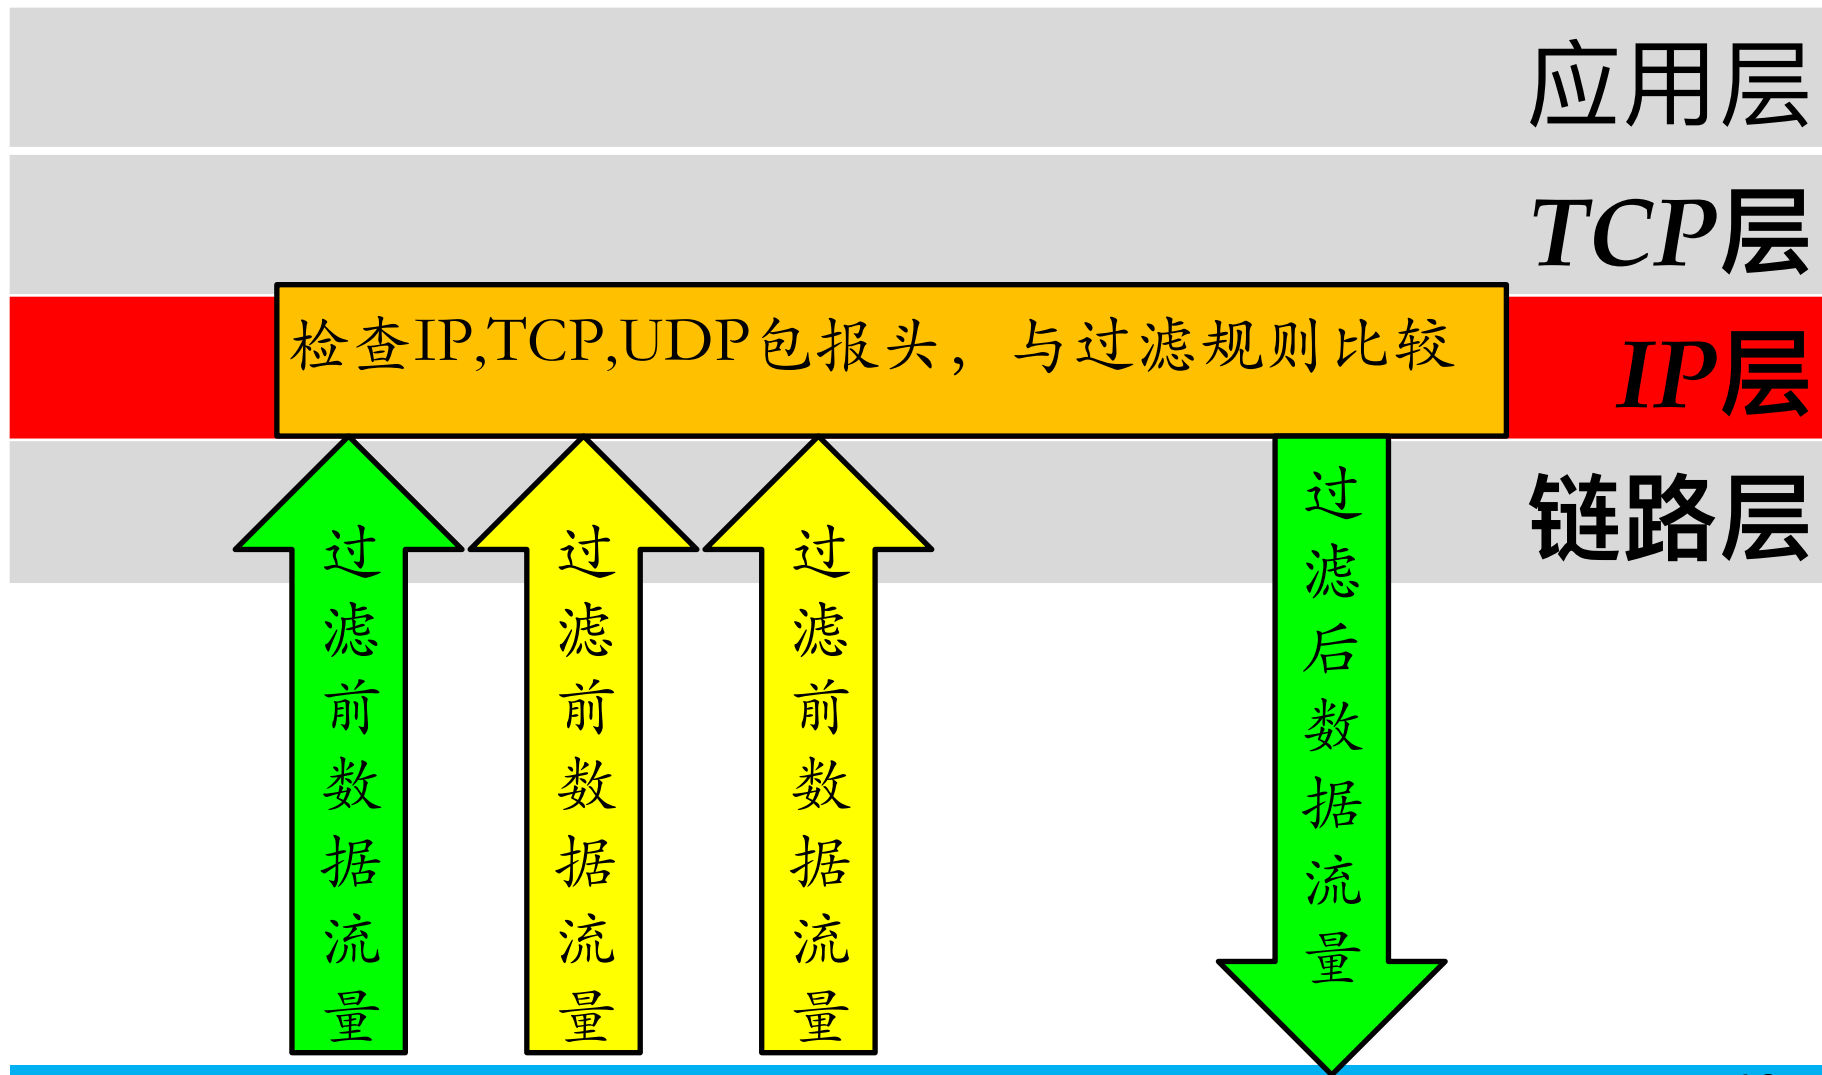 应用层
TCP层
检查IP,TCP,UDP包报头，与过滤规则比较
IP层
链路层
过滤前数据流量
过滤前数据流量
过滤前数据流量
过滤后数据流量